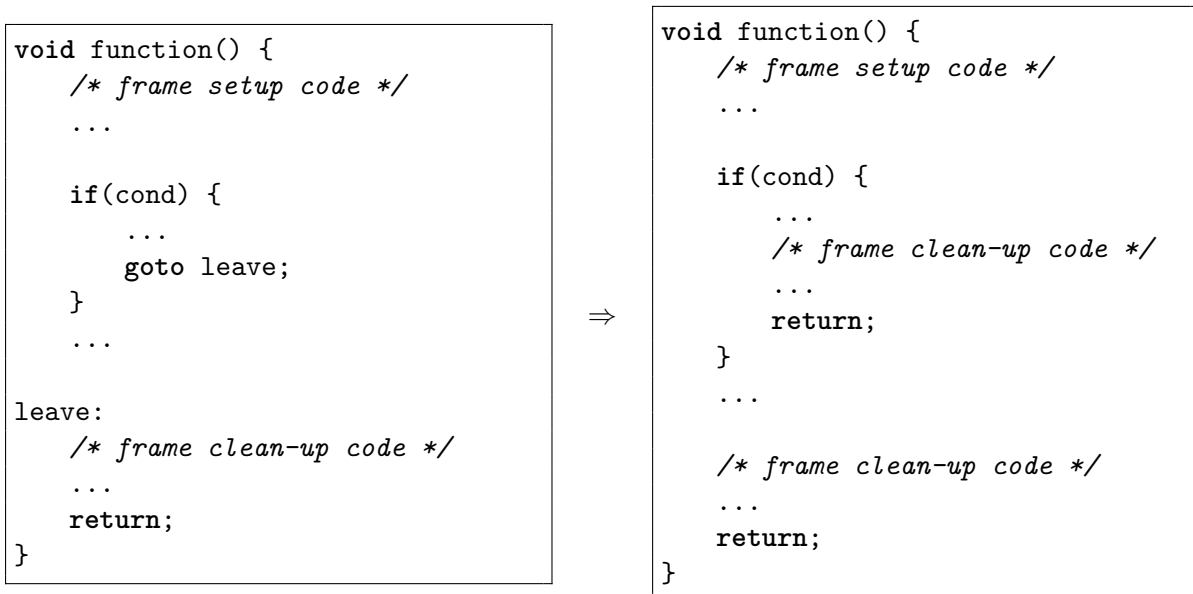 void function() {
/* frame setup code */
...
if(cond) {
...
goto leave;
}
...
leave:
/* frame clean-up code */
...
return;
}
⇒
void function() {
/* frame setup code */
...
if(cond) {
...
/* frame clean-up code */
...
return;
}
...
/* frame clean-up code */
...
return;
}